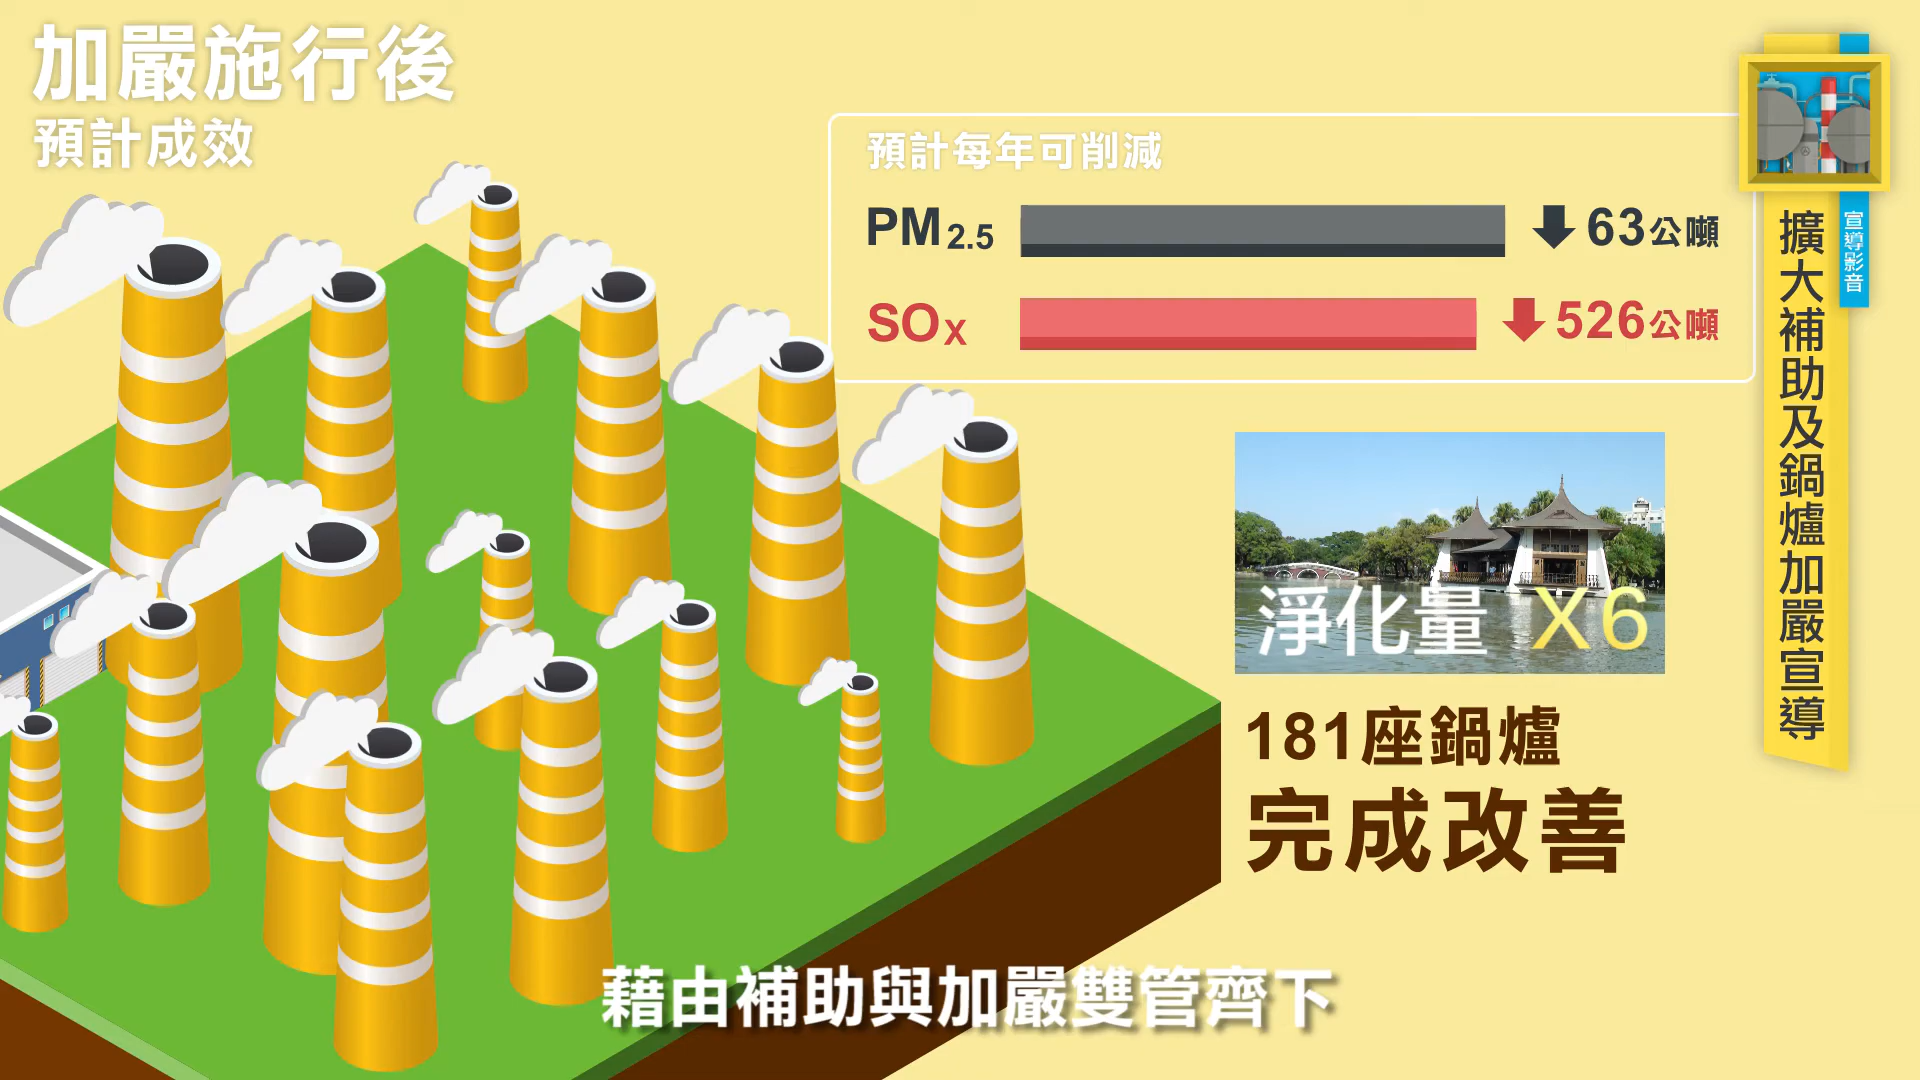 加嚴施行後
預計成效
預計每年可削減
PM2.5 63公噸
SOX 526公噸
淨化量 X6
181座鍋爐
完成改善
擴大補助及鍋爐加嚴宣導
宣導影音
藉由補助與加嚴雙管齊下